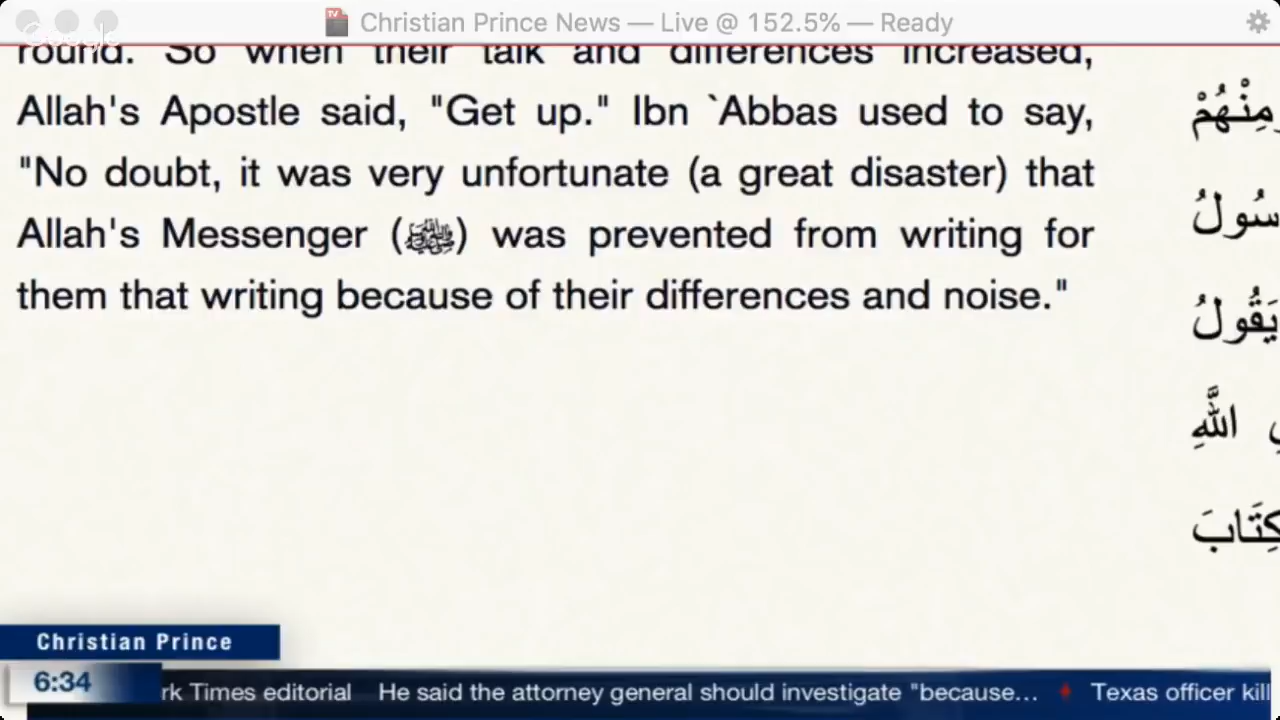 Christian Prince News — Live @ 152.5% — Ready
Google
round. So when their talk and differences increased,
Allah's Apostle said, "Get up." Ibn `Abbas used to say,
"No doubt, it was very unfortunate (a great disaster) that
Allah's Messenger (ﷺ) was prevented from writing for
them that writing because of their differences and noise."
مِنْهُمْ
سُولُ
يَقُولُ
اللَّهِ
كِتَابَ
Christian Prince
6:34
rk Times editorial He said the attorney general should investigate "because... Texas officer kill